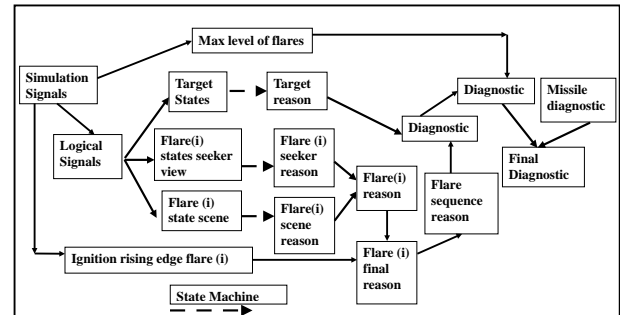 Max level of flares
Simulation
Signals
Target
States
Target
reason
Diagnostic
Missile
diagnostic
Logical
Signals
Flare(i)
states seeker
view
Flare (i)
seeker
reason
Diagnostic
Final
Diagnostic
Flare (i)
state scene
Flare(i)
scene
reason
Flare(i)
reason
Flare
sequence
reason
Ignition rising edge flare (i)
Flare (i)
final
reason
State Machine